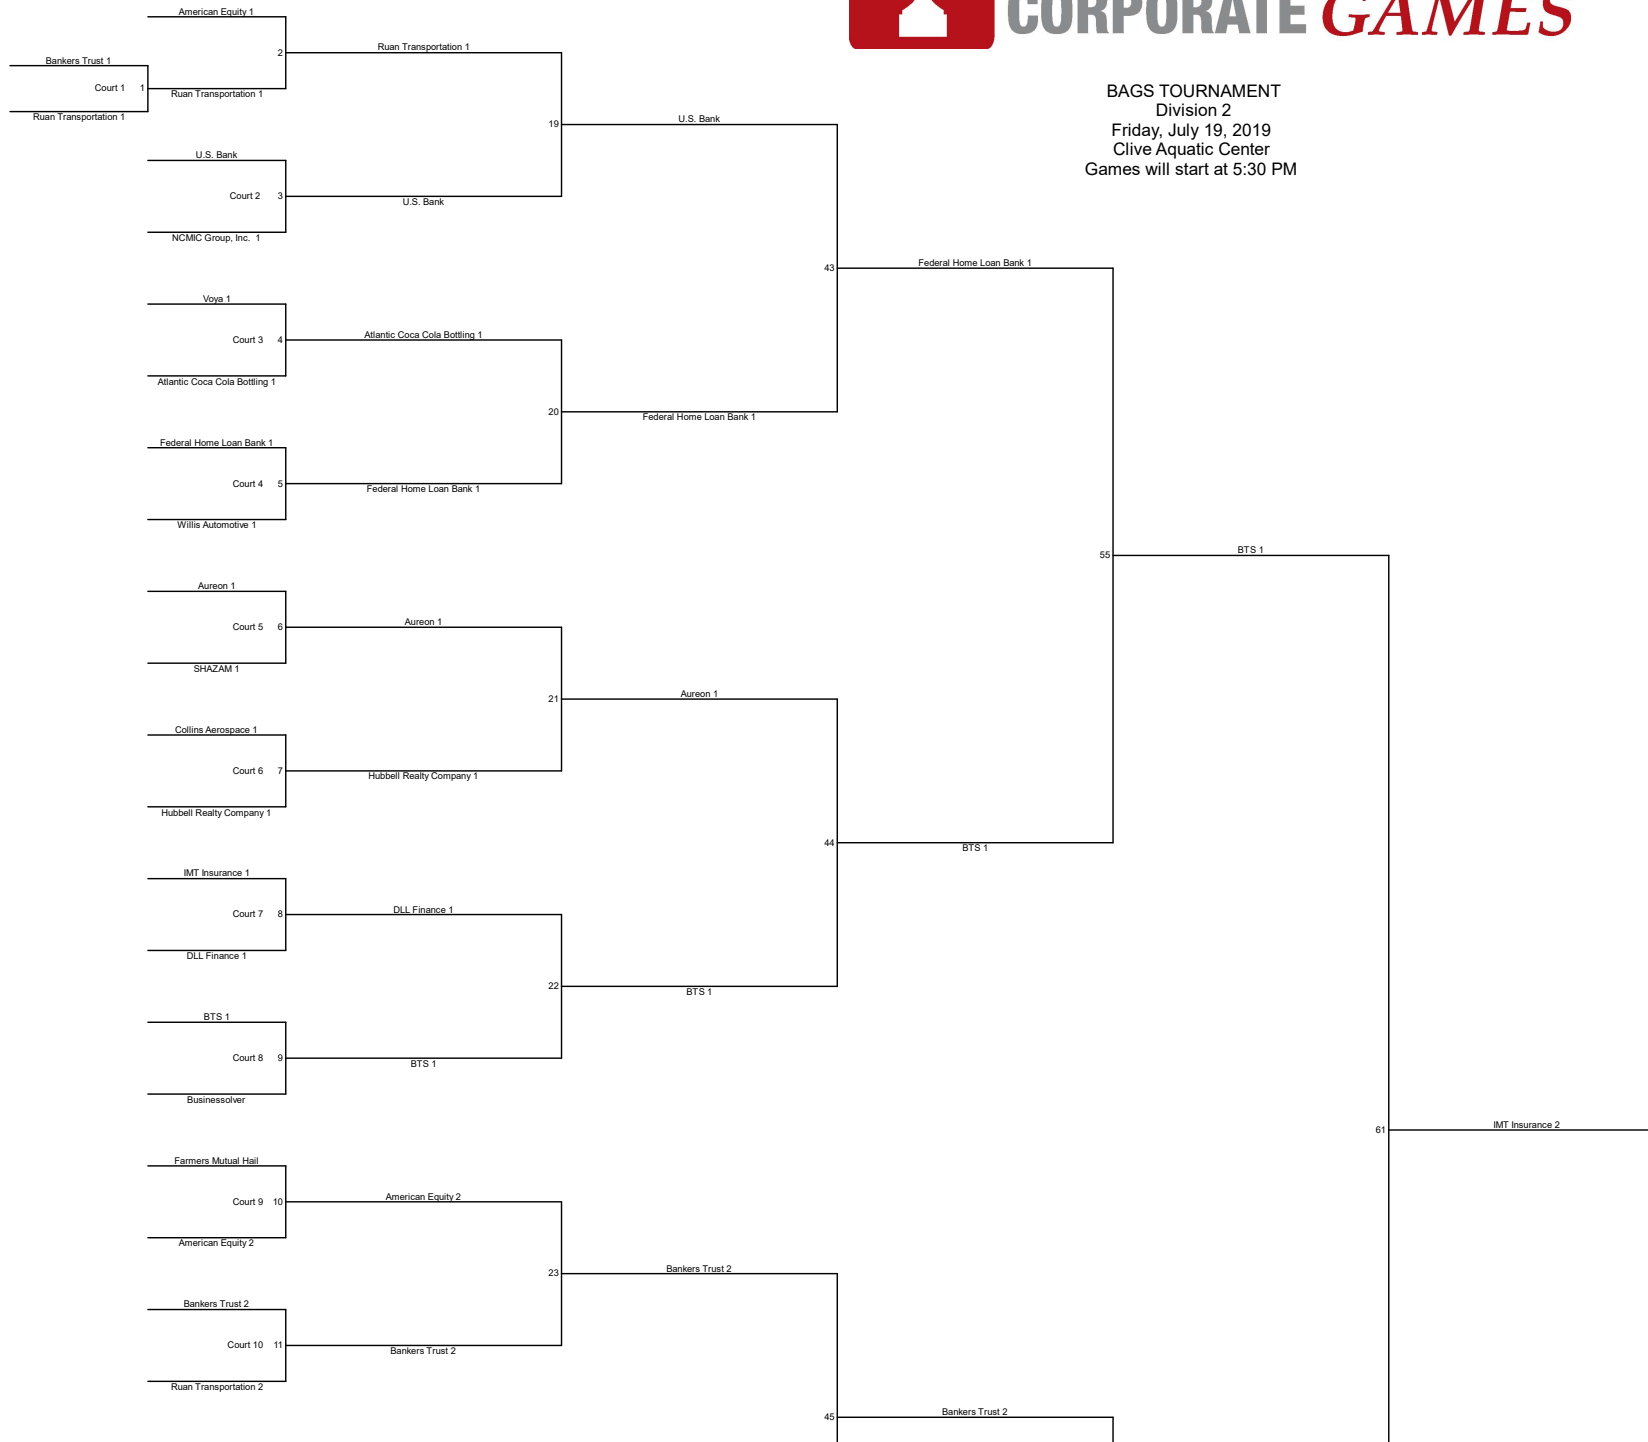 CORPORATE GAMES
BAGS TOURNAMENT
Division 2
Friday, July 19, 2019
Clive Aquatic Center
Games will start at 5:30 PM
American Equity 1
2
Ruan Transportation 1
Bankers Trust 1
Court 1 1
Ruan Transportation 1
Ruan Transportation 1
19
U.S. Bank
U.S. Bank
Court 2 3
U.S. Bank
NCMIC Group, Inc. 1
43
Federal Home Loan Bank 1
Voya 1
Court 3 4
Atlantic Coca Cola Bottling 1
Atlantic Coca Cola Bottling 1
20
Federal Home Loan Bank 1
Federal Home Loan Bank 1
Court 4 5
Federal Home Loan Bank 1
Willis Automotive 1
55
BTS 1
Aureon 1
Court 5 6
Aureon 1
SHAZAM 1
21
Aureon 1
Collins Aerospace 1
Court 6 7
Hubbell Realty Company 1
Hubbell Realty Company 1
44
BTS 1
IMT Insurance 1
Court 7 8
DLL Finance 1
DLL Finance 1
22
BTS 1
BTS 1
Court 8 9
BTS 1
Businessolver
61
IMT Insurance 2
Farmers Mutual Hail
Court 9 10
American Equity 2
American Equity 2
23
Bankers Trust 2
Bankers Trust 2
Court 10 11
Bankers Trust 2
Ruan Transportation 2
45
Bankers Trust 2